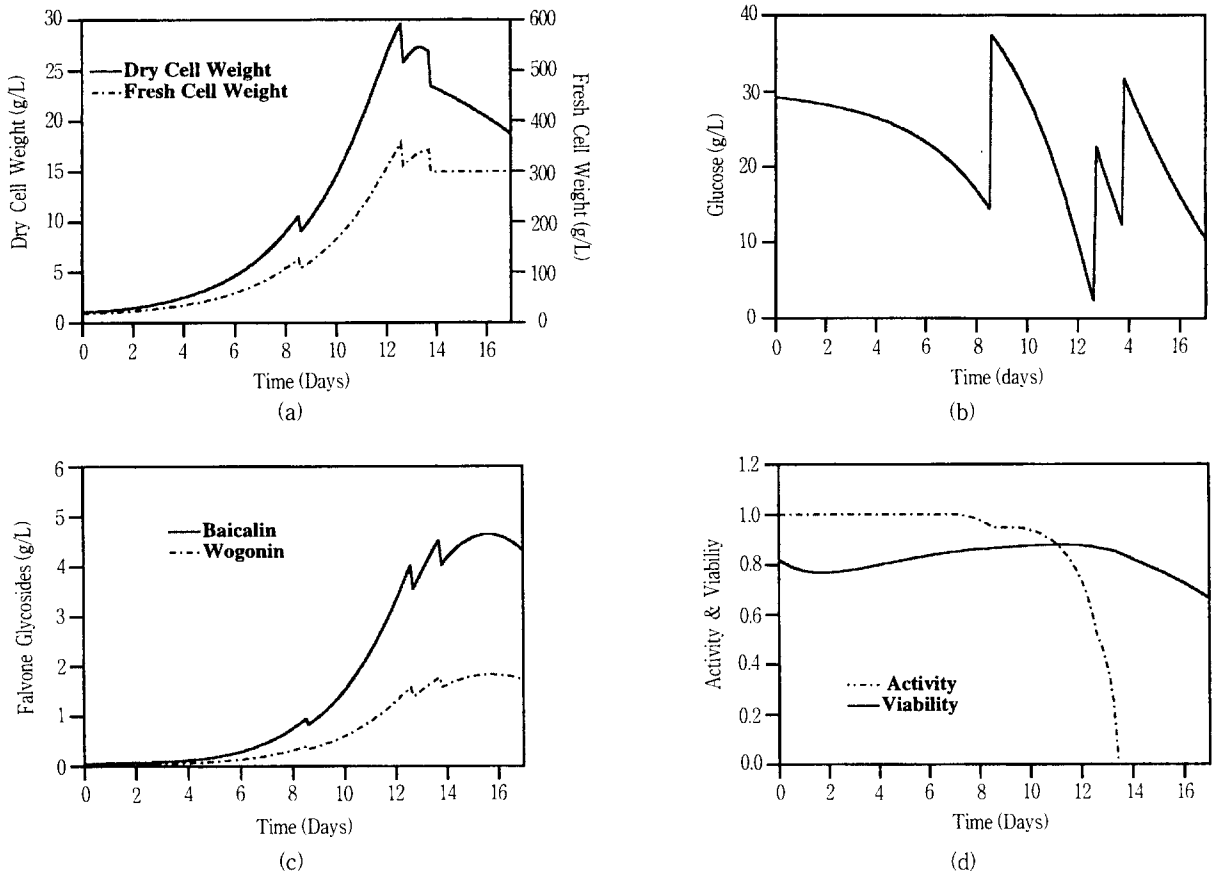 30
25
20
15
10
5
0
Dry Cell Weight (g/L)
Dry Cell Weight
Fresh Cell Weight
600
500
400
300
200
100
0
Fresh Cell Weight (g/L)
0 2 4 6 8 10 12 14 16
Time (Days)
(a)
40
30
20
10
0
Glucose (g/L)
0 2 4 6 8 10 12 4 16
Time (days)
(b)
6
5
4
3
2
1
0
Falvone Glycosides (g/L)
Baicalin
Wogonin
0 2 4 6 8 10 12 14 16
Time (Days)
(c)
1.2
1.0
0.8
0.6
0.4
0.2
0.0
Activity & Viabiliy
Activity
Viability
0 2 4 6 8 10 12 14 16
Time (Days)
(d)